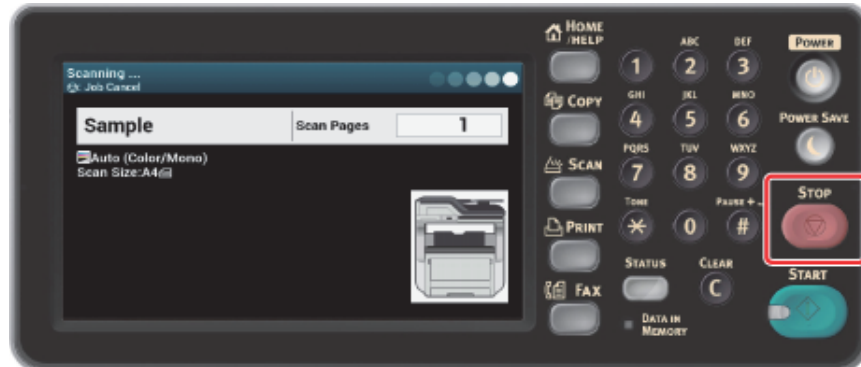 Scanning ...
: Job Cancel
Sample
Scan Pages
1
Auto (Color/Mono)
Scan Size:A4
HOME
/HELP
COPY
SCAN
PRINT
FAX
ABC
DEF
1
2
3
GHI
JKL
MNO
4
5
6
PQRS
TUV
WXYZ
7
8
9
TONE
PAUSE + -
*
0
#
STATUS
CLEAR
C
DATA IN
MEMORY
POWER
POWER SAVE
STOP
START